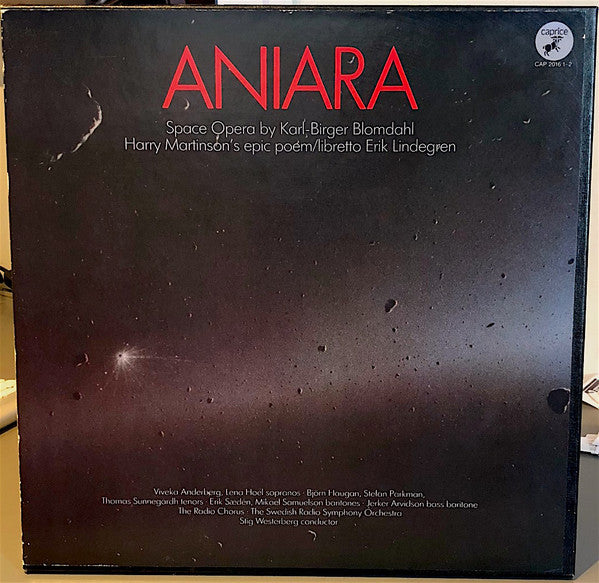 caprice
CAP 2016 1-2
ANIARA
Space Opera by Karl-Birger Blomdahl
Harry Martinson's epic poem/libretto Erik Lindegren
Viveka Anderberg, Lena Hoel sopranos · Björn Haugan, Stefan Parkman,
Thomas Sunnegårdh tenors · Erik Sædén, Mikael Samuelson baritones · Jerker Arvidson bass baritone
The Radio Chorus · The Swedish Radio Symphony Orchestra
Stig Westerberg conductor